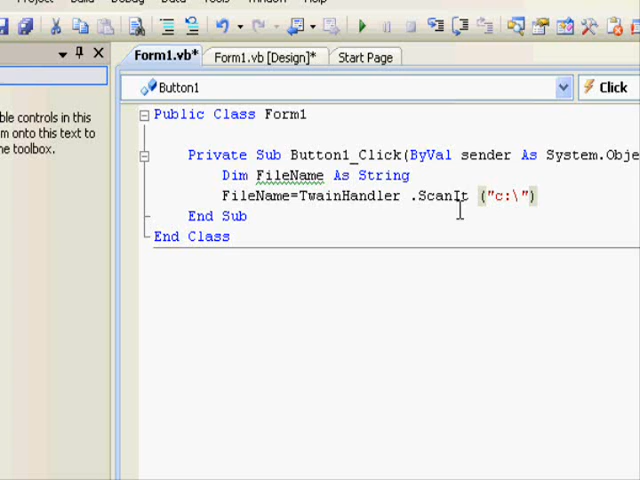 Project Build Debug Data Tools Window Help
Form1.vb* Form1.vb [Design]* Start Page
Button1 Click
ble controls in this
m onto this text to
he toolbox.
Public Class Form1
Private Sub Button1_Click(ByVal sender As System.Obje
Dim FileName As String
FileName=TwainHandler .ScanIt ("c:\")
End Sub
End Class